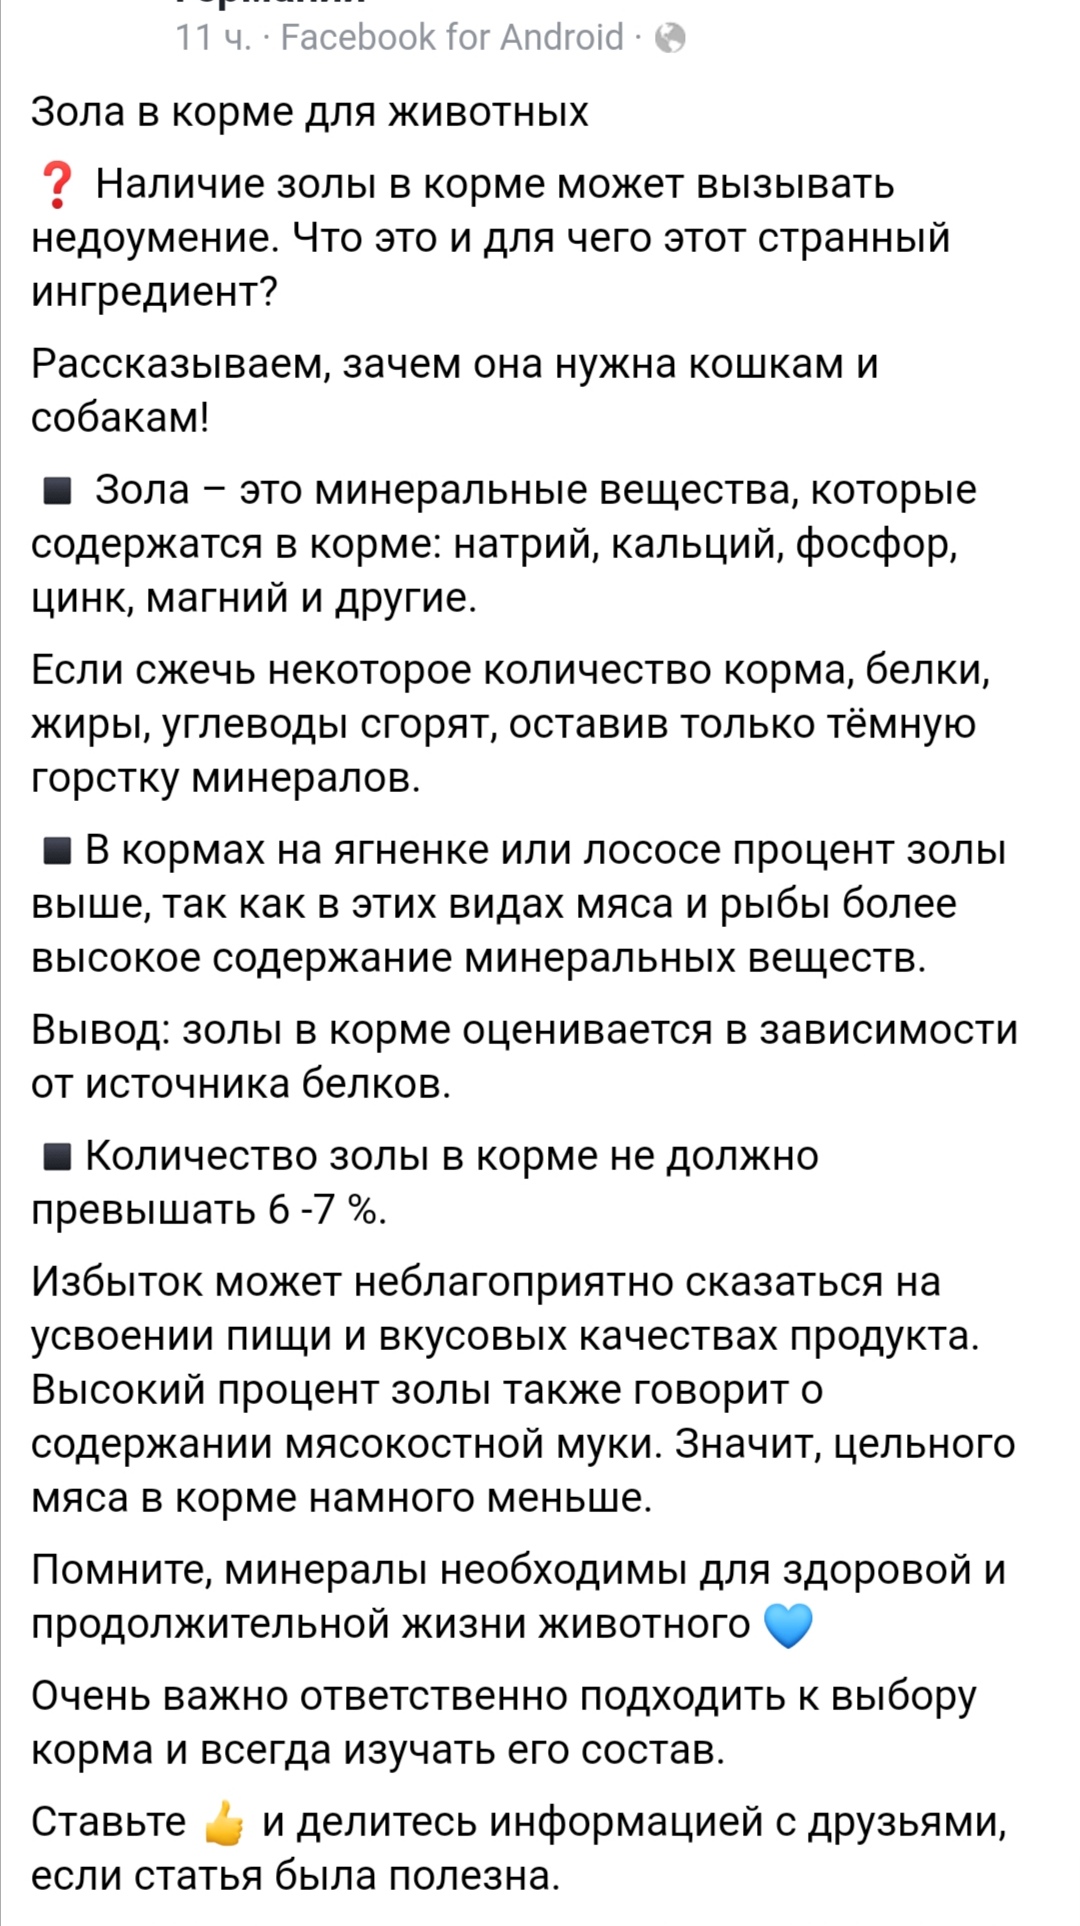 11 ч. · Facebook for Android ·
Зола в корме для животных
❓ Наличие золы в корме может вызывать
недоумение. Что это и для чего этот странный
ингредиент?
Рассказываем, зачем она нужна кошкам и
собакам!
◾ Зола – это минеральные вещества, которые
содержатся в корме: натрий, кальций, фосфор,
цинк, магний и другие.
Если сжечь некоторое количество корма, белки,
жиры, углеводы сгорят, оставив только тёмную
горстку минералов.
◾В кормах на ягненке или лососе процент золы
выше, так как в этих видах мяса и рыбы более
высокое содержание минеральных веществ.
Вывод: золы в корме оценивается в зависимости
от источника белков.
◾Количество золы в корме не должно
превышать 6 -7 %.
Избыток может неблагоприятно сказаться на
усвоении пищи и вкусовых качествах продукта.
Высокий процент золы также говорит о
содержании мясокостной муки. Значит, цельного
мяса в корме намного меньше.
Помните, минералы необходимы для здоровой и
продолжительной жизни животного 💙
Очень важно ответственно подходить к выбору
корма и всегда изучать его состав.
Ставьте 👍 и делитесь информацией с друзьями,
если статья была полезна.